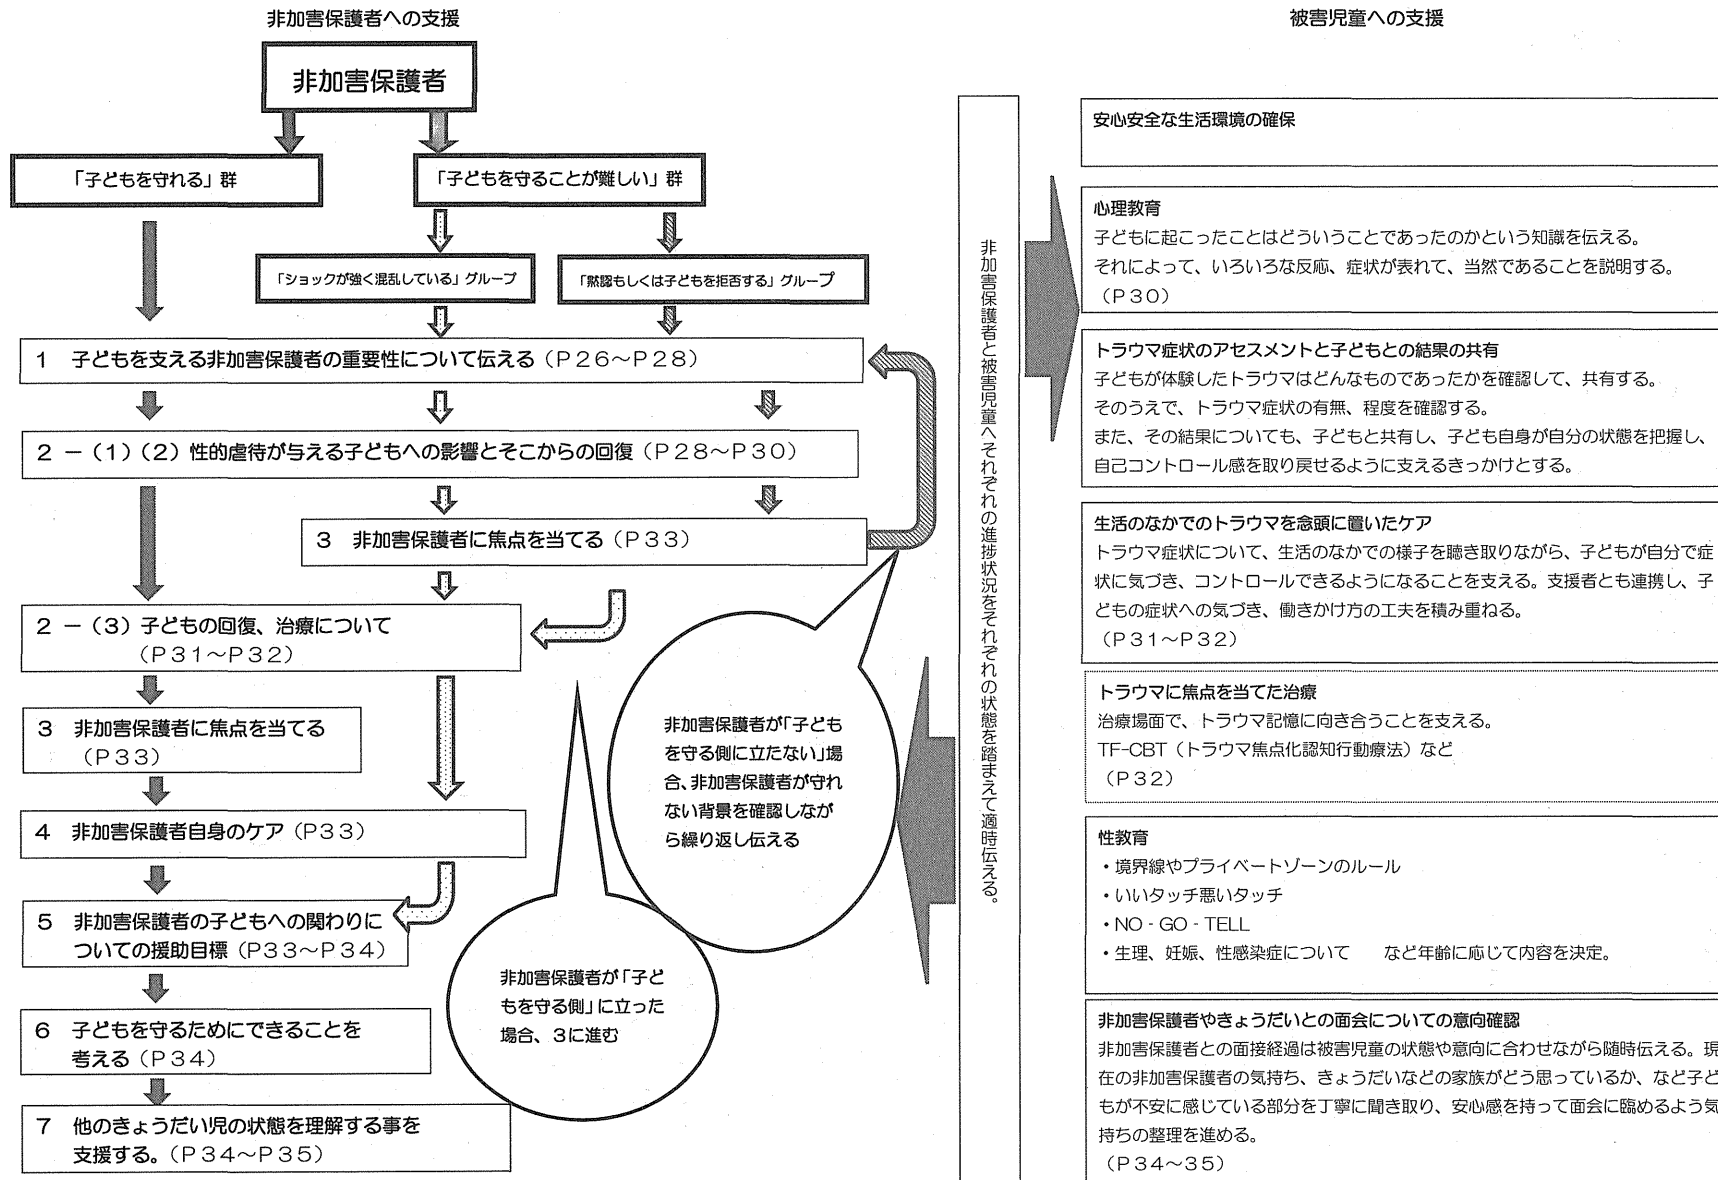 非加害保護者への支援
被害児童への支援
非加害保護者
「子どもを守れる」群
「子どもを守ることが難しい」群
「ショックが強く混乱している」グループ
「黙認もしくは子どもを拒否する」グループ
1 子どもを支える非加害保護者の重要性について伝える(P26~P28)
2 -(1)(2)性的虐待が与える子どもへの影響とそこからの回復(P28~P30)
3 非加害保護者に焦点を当てる(P33)
2 -(3)子どもの回復、治療について
(P31~P32)
3 非加害保護者に焦点を当てる
(P33)
4 非加害保護者自身のケア(P33)
5 非加害保護者の子どもへの関わりに
ついての援助目標(P33~P34)
6 子どもを守るためにできることを
考える(P34)
7 他のきょうだい児の状態を理解する事を
支援する。(P34~P35)
非加害保護者が「子ども
を守る側に立たない」場
合、非加害保護者が守れ
ない背景を確認しなが
ら繰り返し伝える
非加害保護者が「子ど
もを守る側」に立った
場合、3に進む
非加害保護者と被害児童へそれぞれの進捗状況をそれぞれの状態を踏まえて適時伝える。
安心安全な生活環境の確保
心理教育
子どもに起こったことはどういうことであったのかという知識を伝える。
それによって、いろいろな反応、症状が表れて、当然であることを説明する。
(P30)
トラウマ症状のアセスメントと子どもとの結果の共有
子どもが体験したトラウマはどんなものであったかを確認して、共有する。
そのうえで、トラウマ症状の有無、程度を確認する。
また、その結果についても、子どもと共有し、子ども自身が自分の状態を把握し、
自己コントロール感を取り戻せるように支えるきっかけとする。
生活のなかでのトラウマを念頭に置いたケア
トラウマ症状について、生活のなかでの様子を聴き取りながら、子どもが自分で症
状に気づき、コントロールできるようになることを支える。支援者とも連携し、子
どもの症状への気づき、働きかけ方の工夫を積み重ねる。
(P31~P32)
トラウマに焦点を当てた治療
治療場面で、トラウマ記憶に向き合うことを支える。
TF-CBT(トラウマ焦点化認知行動療法)など
(P32)
性教育
・境界線やプライベートゾーンのルール
・いいタッチ悪いタッチ
・NO - GO - TELL
・生理、妊娠、性感染症について など年齢に応じて内容を決定。
非加害保護者やきょうだいとの面会についての意向確認
非加害保護者との面接経過は被害児童の状態や意向に合わせながら随時伝える。現
在の非加害保護者の気持ち、きょうだいなどの家族がどう思っているか、など子ど
もが不安に感じている部分を丁寧に聞き取り、安心感を持って面会に臨めるよう気
持ちの整理を進める。
(P34~35)